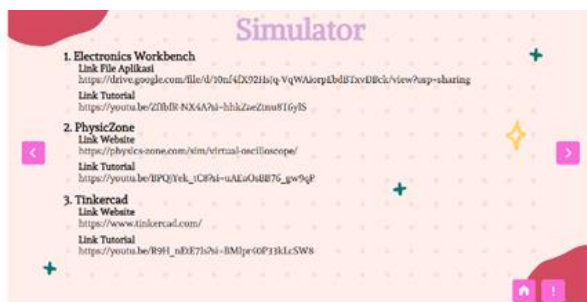 Simulator
1. Electronics Workbench
Link File Aplikasi
Link Tutorial
2. PhysicZone
Link Website
https://physics-zone.com/sim/virtual-oscilloscope/
Link Tutorial
3. Tinkercad
Link Website
https://www.tinkercad.com/
Link Tutorial